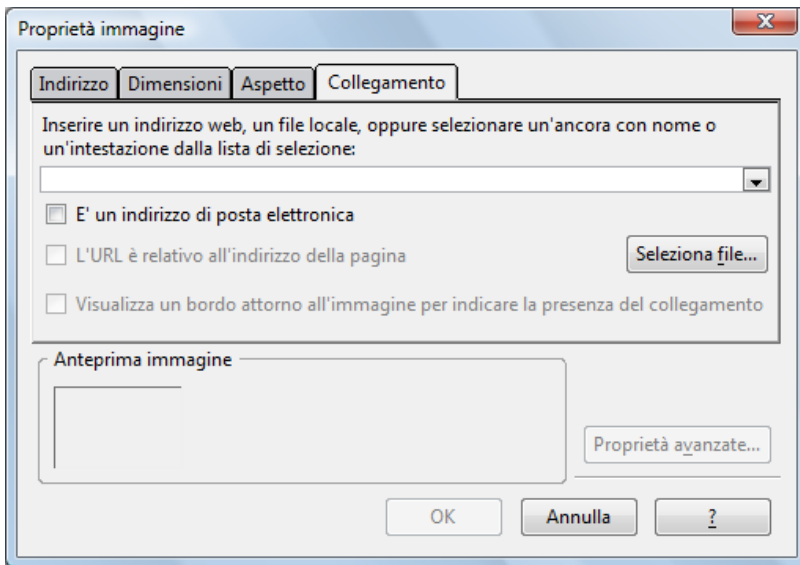 Proprietà immagine
Indirizzo Dimensioni Aspetto Collegamento
Inserire un indirizzo web, un file locale, oppure selezionare un'ancora con nome o
un'intestazione dalla lista di selezione:
E' un indirizzo di posta elettronica
L'URL è relativo all'indirizzo della pagina
Seleziona file...
Visualizza un bordo attorno all'immagine per indicare la presenza del collegamento
Anteprima immagine
Proprietà avanzate...
OK Annulla ?